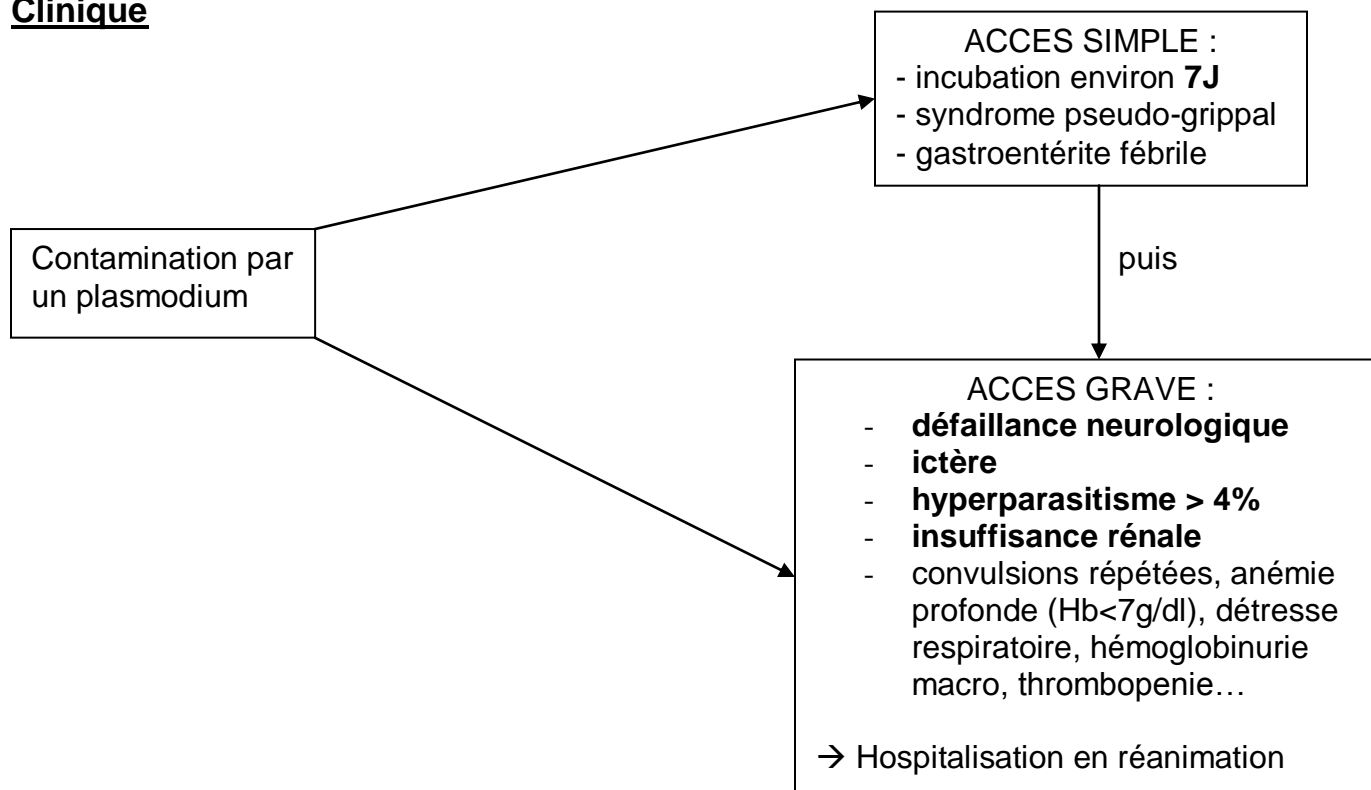 Clinique
ACCES SIMPLE :
- incubation environ 7J
- syndrome pseudo-grippal
- gastroentérite fébrile
Contamination par
un plasmodium
puis
ACCES GRAVE :
- défaillance neurologique
- ictère
- hyperparasitisme > 4%
- insuffisance rénale
- convulsions répétées, anémie
profonde (Hb<7g/dl), détresse
respiratoire, hémoglobinurie
macro, thrombopenie…
→ Hospitalisation en réanimation